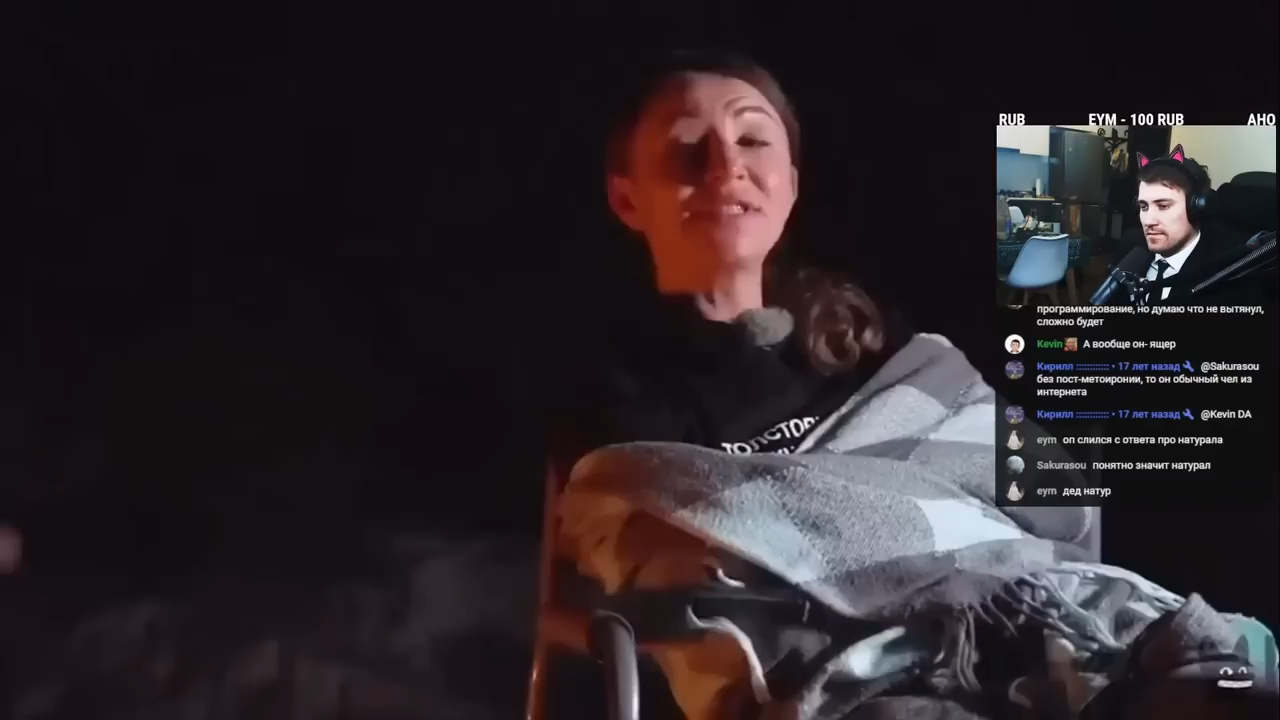 RUB EYM - 100 RUB АНО
программирование, но думаю что не вытянул,
сложно будет
Kevin А вообще он- ящер
Кирилл :::::::::::: • 17 лет назад @Sakurasou
без пост-метоиронии, то он обычный чел из
интернета
Кирилл :::::::::::: • 17 лет назад @Kevin DA
eym оп слился с ответа про натурала
Sakurasou понятно значит натурал
eym дед натур